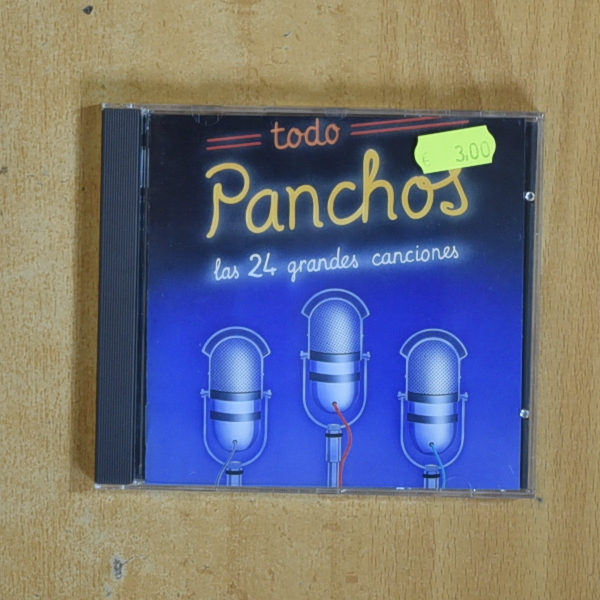 todo
€ 3,00
Panchos
las 24 grandes canciones